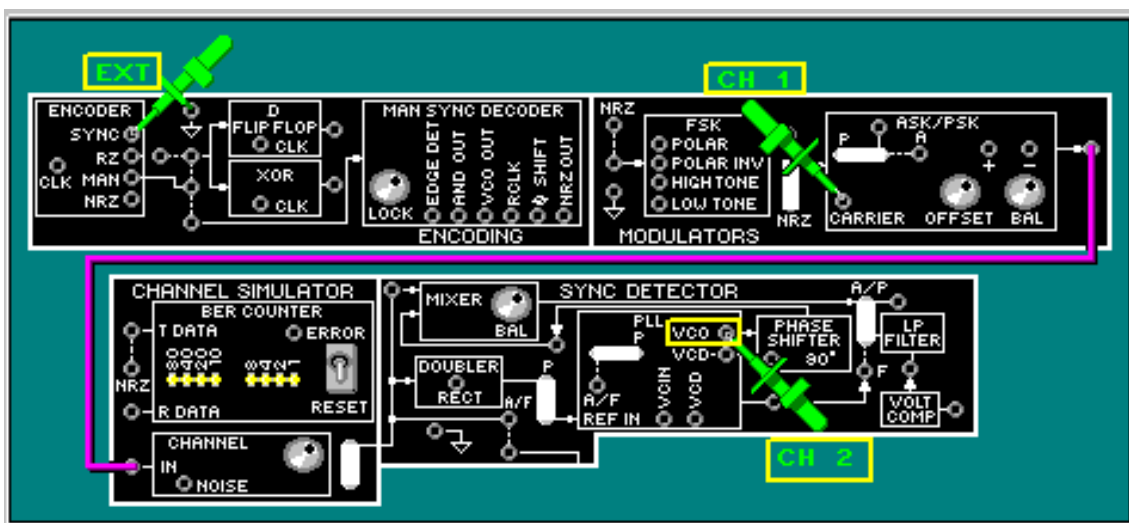 EXT
CH 1
ENCODER
SYNC
RZ
CLK MAN
NRZ
D
FLIP FLOP
CLK
XOR
CLK
MAN SYNC DECODER
LOCK
EDGE DET
AND OUT
VCO OUT
RCLK
Φ SHIFT
NRZ OUT
ENCODING
NRZ
FSK
POLAR
POLAR INV
HIGH TONE
LOW TONE
NRZ
MODULATORS
ASK/PSK
P
A
+
-
CARRIER
OFFSET
BAL
A
CHANNEL SIMULATOR
BER COUNTER
T DATA
ERROR
NRZ
R DATA
RESET
CHANNEL
IN
NOISE
MIXER
BAL
SYNC DETECTOR
DOUBLER
RECT
P
A/F
PLL
P
A/F
REF IN
VCO
VCO-
VCIN
VCO
PHASE
SHIFTER
90°
A/P
LP
FILTER
F
VOLT
COMP
CH 2